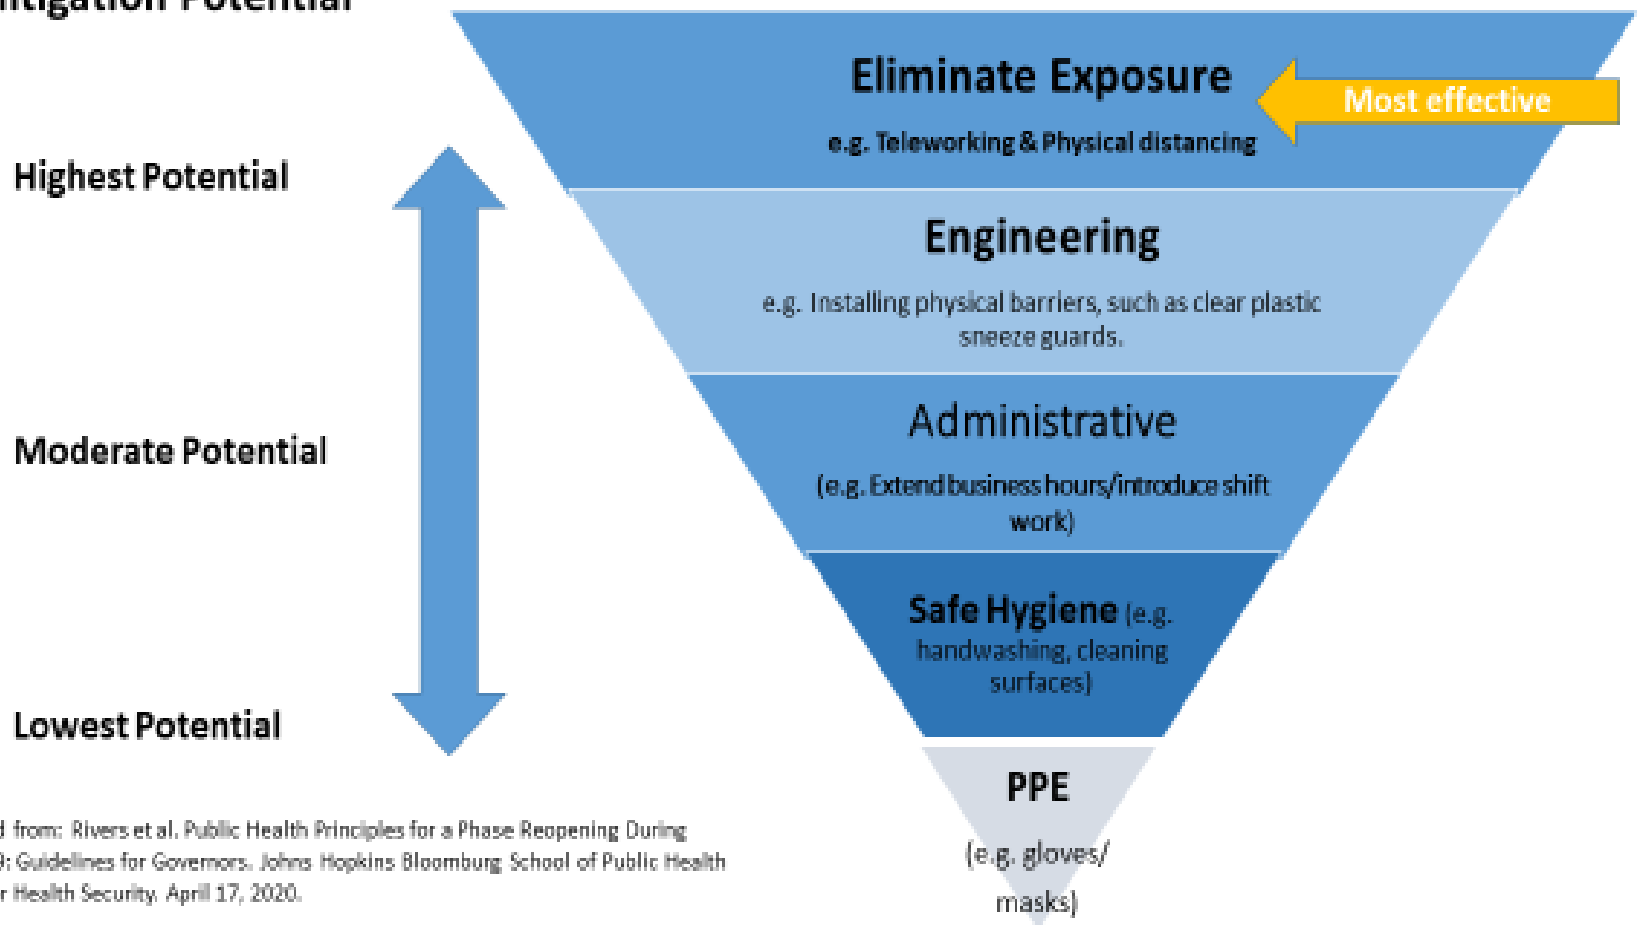 Mitigation Potential
Eliminate Exposure
Most effective
e.g. Teleworking & Physical distancing
Highest Potential
Engineering
e.g. Installing physical barriers, such as clear plastic
sneeze guards.
Administrative
Moderate Potential
(e.g. Extend business hours/introduce shift
work)
Safe Hygiene (e.g.
handwashing, cleaning
surfaces)
Lowest Potential
PPE
(e.g. gloves/
masks)
from: Rivers et al. Public Health Principles for a Phase Reopening During
Guidelines for Governors. Johns Hopkins Bloomburg School of Public Health
Health Security. April 17, 2020.